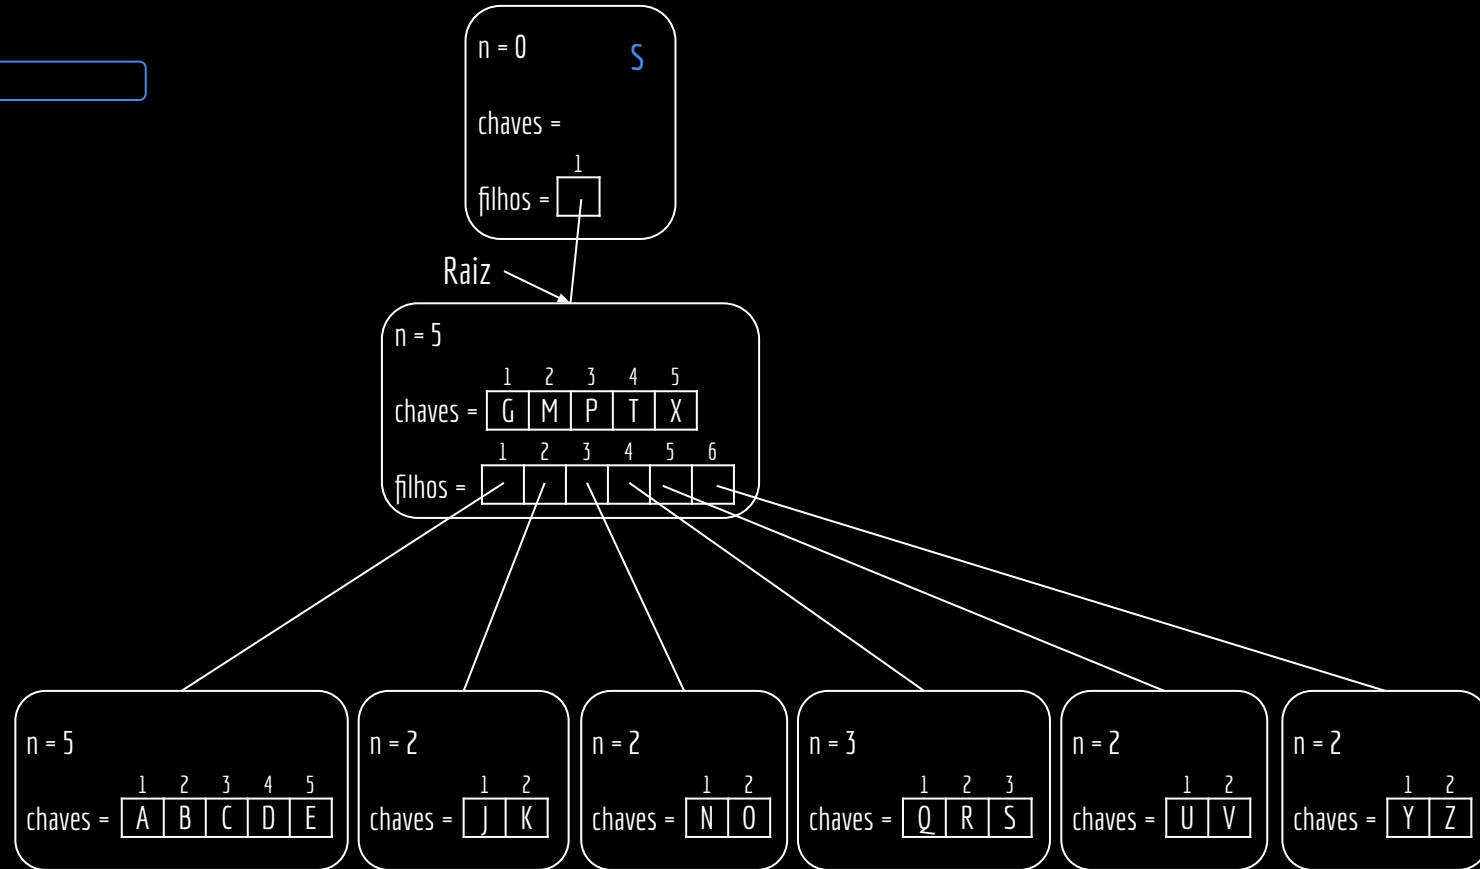 n = 0
S
chaves =
1
filhos =
Raiz
n = 5
1 2 3 4 5
chaves = G M P T X
1 2 3 4 5 6
filhos =
n = 5
1 2 3 4 5
chaves = A B C D E
n = 2
1 2
chaves = J K
n = 2
1 2
chaves = N O
n = 3
1 2 3
chaves = Q R S
n = 2
1 2
chaves = U V
n = 2
1 2
chaves = Y Z